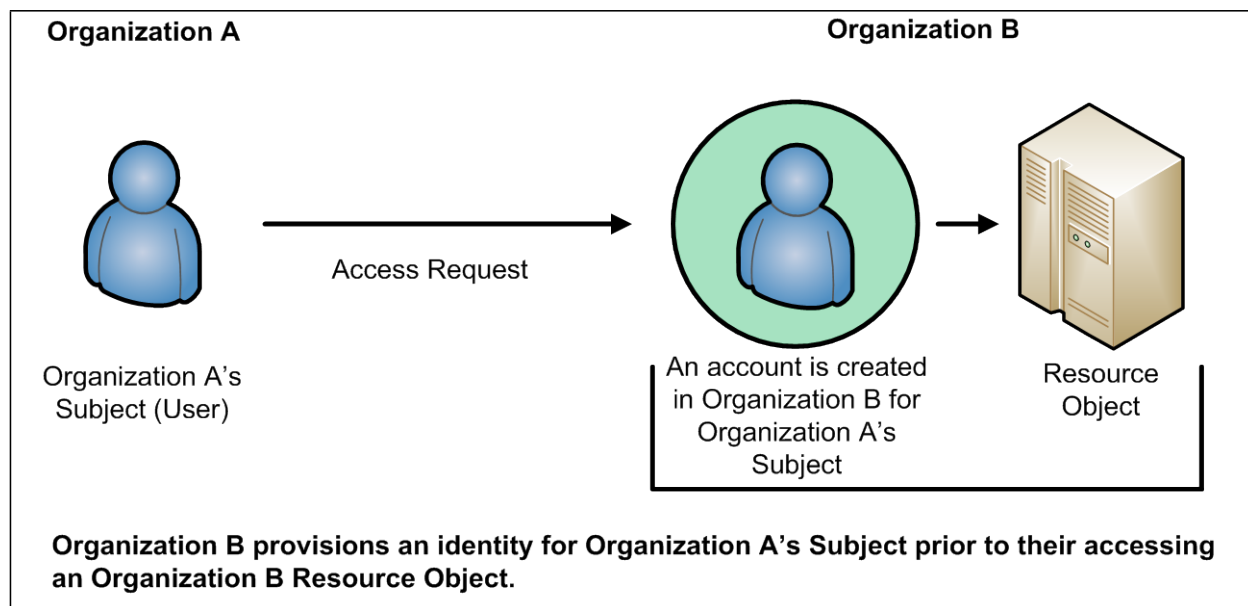 Organization A
Organization B
Access Request
Organization A's
Subject (User)
An account is created
in Organization B for
Organization A's
Subject
Resource
Object
Organization B provisions an identity for Organization A's Subject prior to their accessing
an Organization B Resource Object.